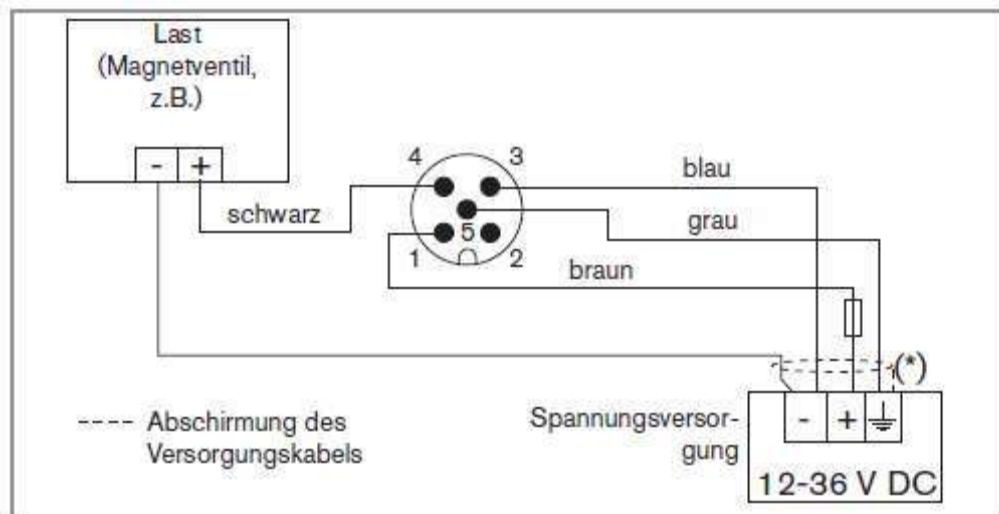 Last
(Magnetventil,
z.B.)
- +
schwarz
4 3
5
1 2
blau
grau
braun
(*)
Abschirmung des
Versorgungskabels
Spannungsversor-
gung
- +
12-36 V DC